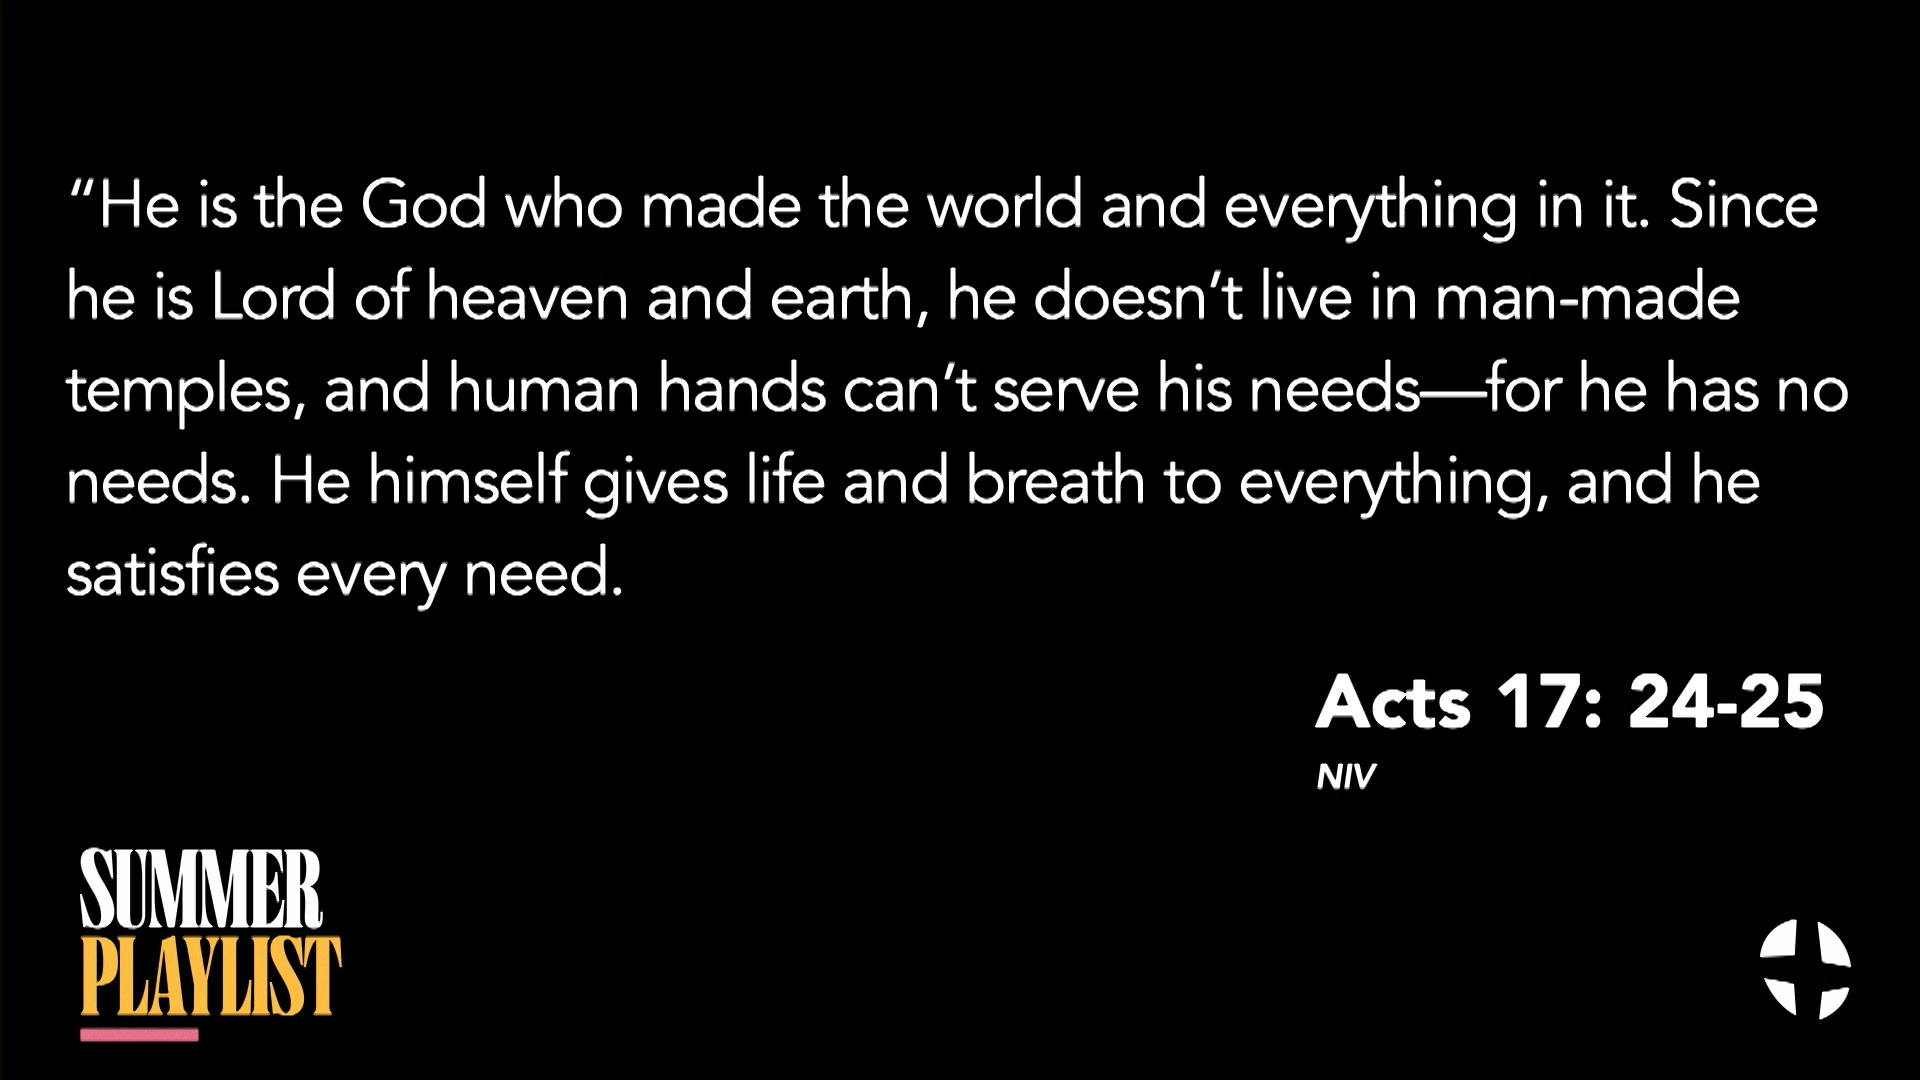 “He is the God who made the world and everything in it. Since
he is Lord of heaven and earth, he doesn’t live in man-made
temples, and human hands can’t serve his needs—for he has no
needs. He himself gives life and breath to everything, and he
satisfies every need.
Acts 17: 24-25
NIV
SUMMER
PLAYLIST